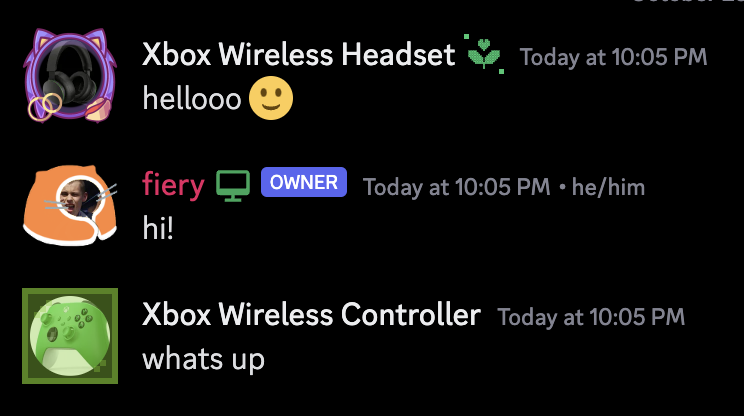 Xbox Wireless Headset Today at 10:05 PM
hellooo 🙂
fiery OWNER Today at 10:05 PM • he/him
hi!
Xbox Wireless Controller Today at 10:05 PM
whats up